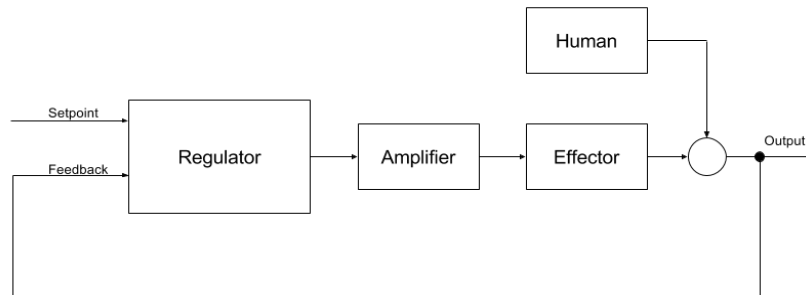 Human
Setpoint
Regulator
Feedback
Amplifier
Effector
Output